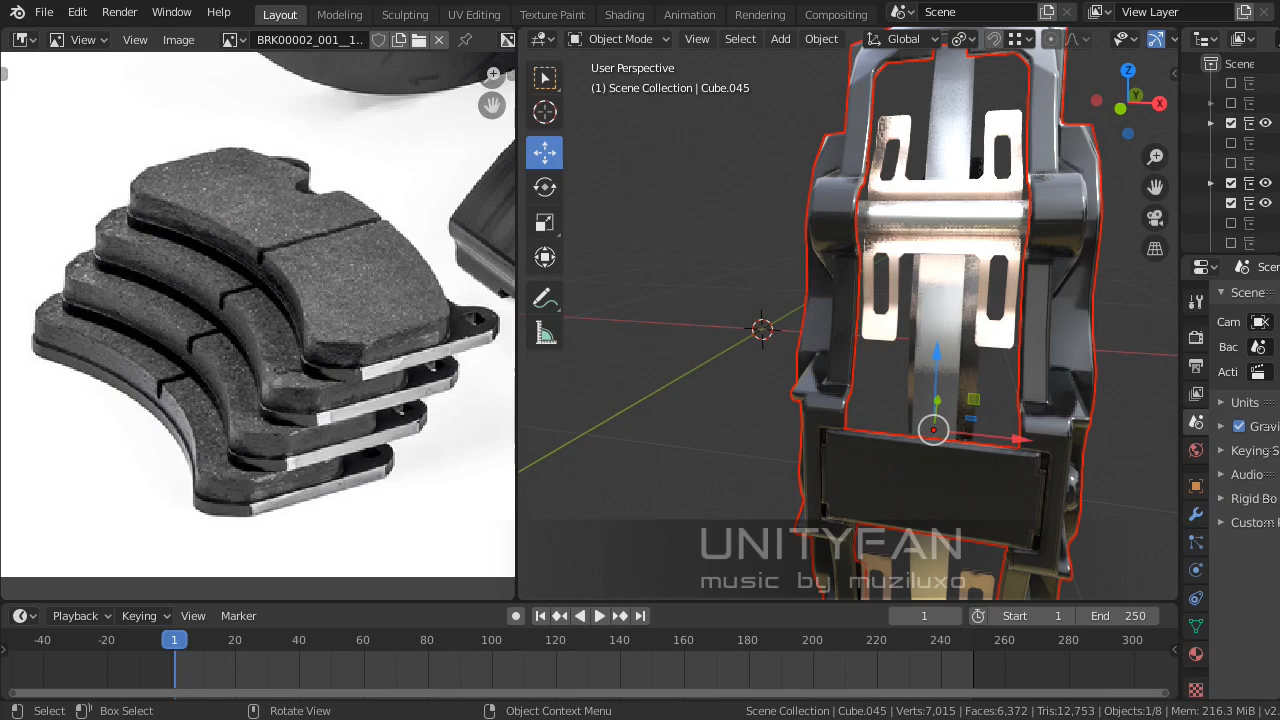 File Edit Render Window Help Layout Modeling Sculpting UV Editing Texture Paint Shading Animation Rendering Compositing Scene View Layer
View View Image BRK00002_001__1.. Object Mode View Select Add Object Global
User Perspective
(1) Scene Collection | Cube.045
Z
Y
X
Scene
Scene
Scene
Cam
Bac
Acti
Units
Gravi
Keying S
Audio
Rigid Bo
Custom P
UNITYFAN
music by muziluxo
Playback Keying View Marker 1 Start 1 End 250
-40 -20 1 20 40 60 80 100 120 140 160 180 200 220 240 260 280 300
Select Box Select Rotate View Object Context Menu Scene Collection | Cube.045 | Verts:7,015 | Faces:6,372 | Tris:12,753 | Objects:1/8 | Mem: 216.3 MiB | v2